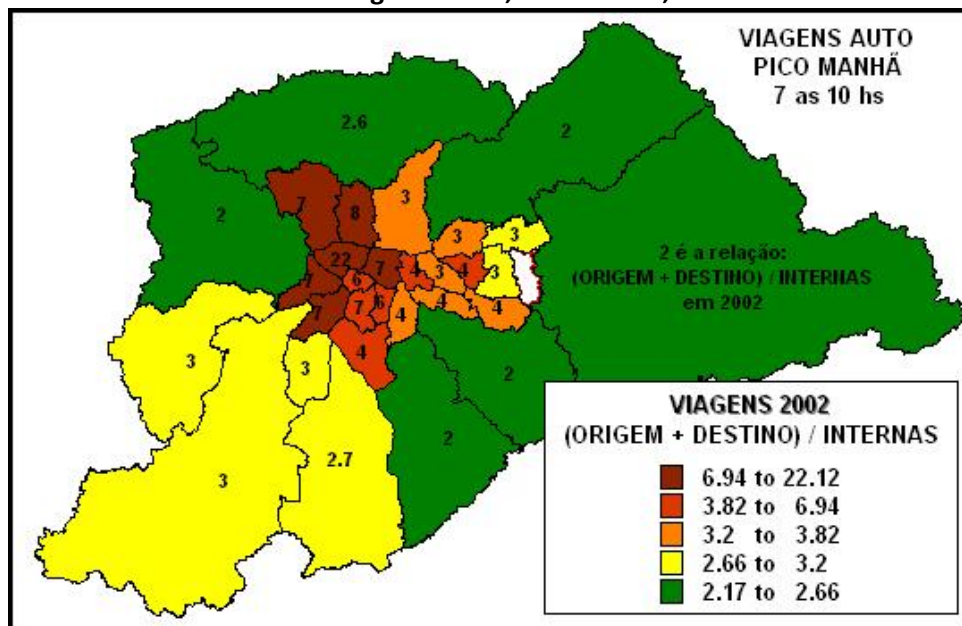 VIAGENS AUTO
PICO MANHÃ
7 as 10 hs
2.6
2
2
3
7
8
3
3
22
7
4
3
4
3
6
7
6
7
4
4
4
4
3
3
2
3
2.7
2
2 é a relação:
(ORIGEM + DESTINO) / INTERNAS
em 2002
VIAGENS 2002
(ORIGEM + DESTINO) / INTERNAS
6.94 to 22.12
3.82 to 6.94
3.2 to 3.82
2.66 to 3.2
2.17 to 2.66